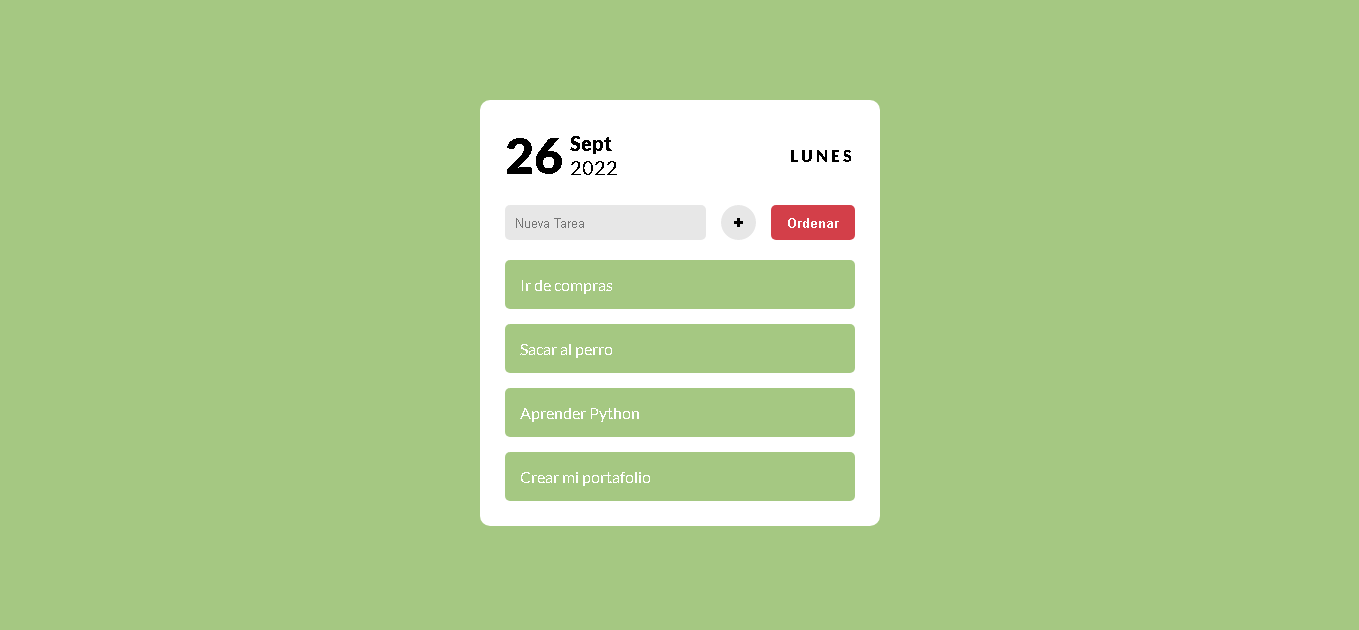 26 Sept
2022
LUNES
Nueva Tarea + Ordenar
Ir de compras
Sacar al perro
Aprender Python
Crear mi portafolio